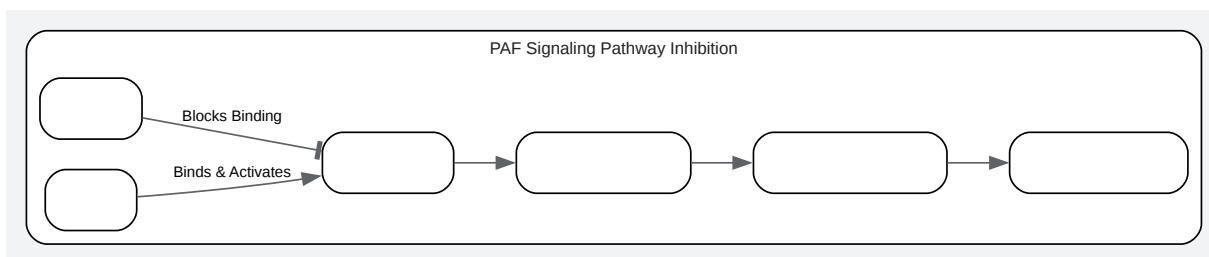 PAF Signaling Pathway Inhibition
Blocks Binding
Binds & Activates